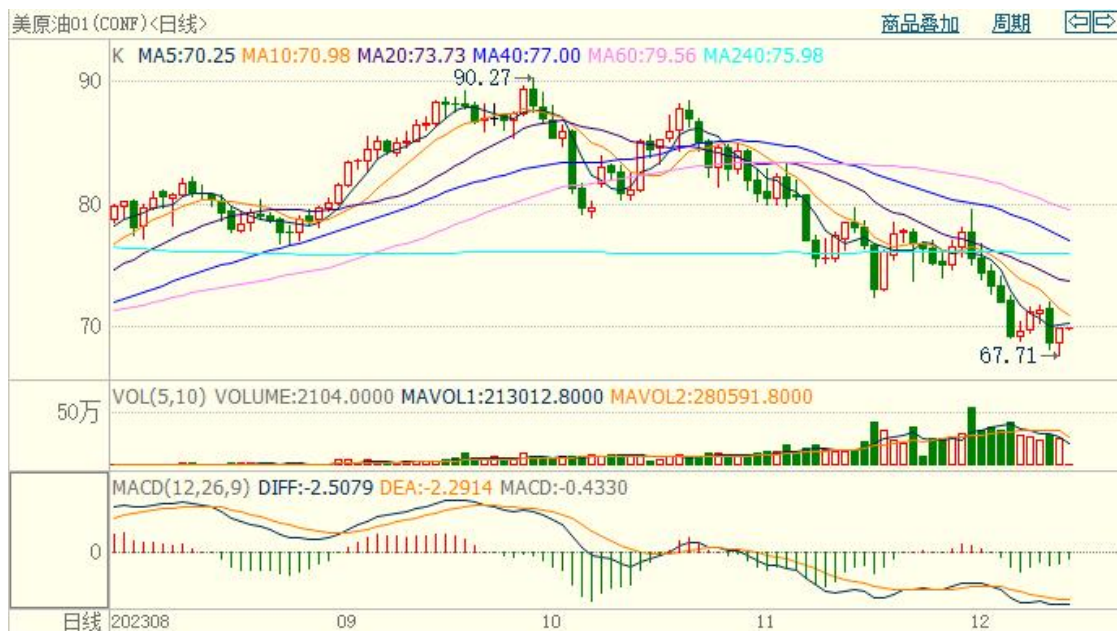 美原油01(CONF)<日线> 商品叠加 周期
K MA5:70.25 MA10:70.98 MA20:73.73 MA40:77.00 MA60:79.56 MA240:75.98
90
90.27
80
70
67.71
VOL(5,10) VOLUME:2104.0000 MAVOL1:213012.8000 MAVOL2:280591.8000
50万
MACD(12,26,9) DIFF:-2.5079 DEA:-2.2914 MACD:-0.4330
0
日线 202308 09 10 11 12